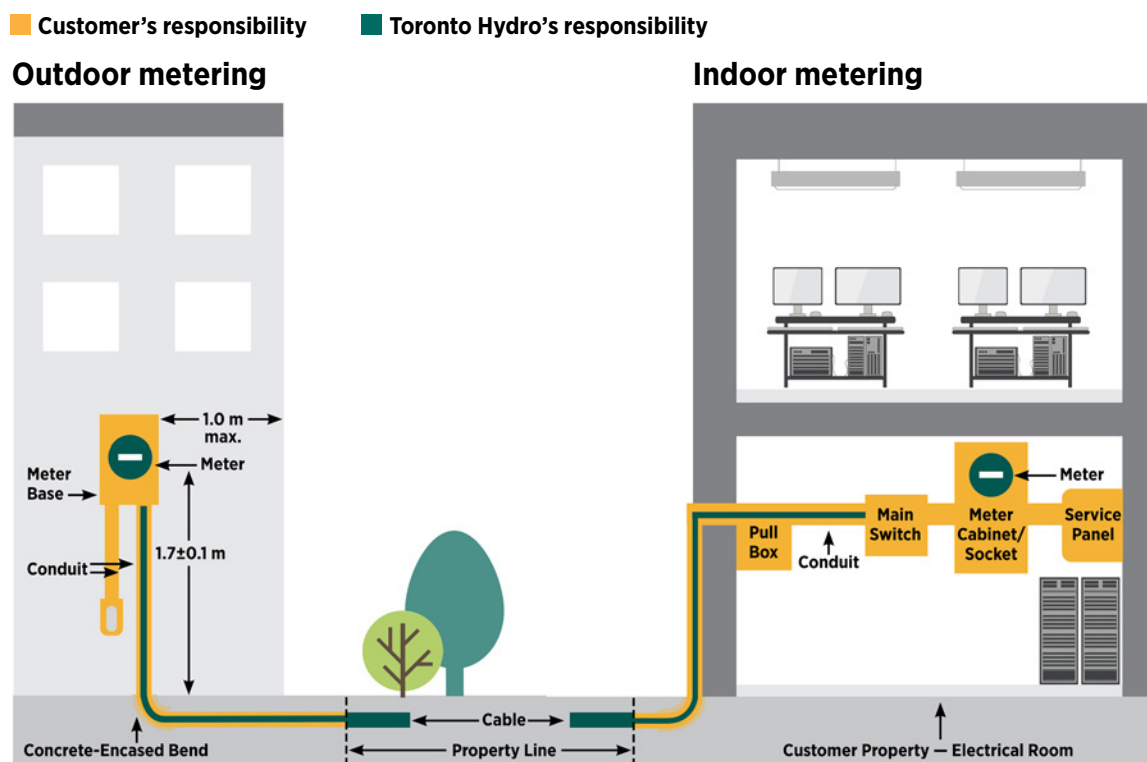 Customer’s responsibility
Toronto Hydro’s responsibility
Outdoor metering
Indoor metering
1.0 m
max.
Meter
Meter
Base
1.7±0.1 m
Conduit
Concrete-Encased Bend
Cable
Property Line
Meter
Pull
Box
Conduit
Main
Switch
Meter
Cabinet/
Socket
Service
Panel
Customer Property — Electrical Room